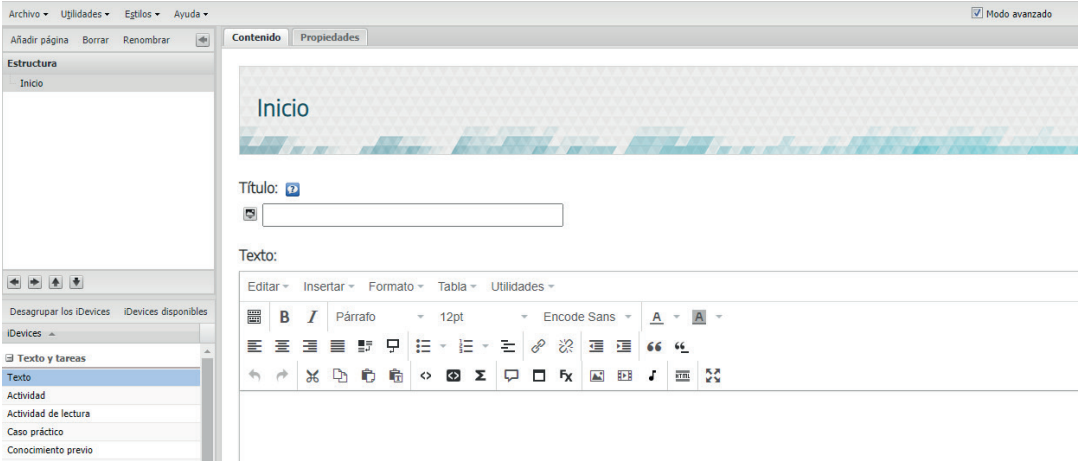 Archivo Utilidades Estilos Ayuda Modo avanzado
Añadir página Borrar Renombrar
Contenido Propiedades
Estructura
Inicio
Inicio
Título:
Texto:
Editar Insertar Formato Tabla Utilidades
B I Párrafo 12pt Encode Sans A A
Desagrupar los iDevices iDevices disponibles
iDevices
Texto y tareas
Texto
Actividad
Actividad de lectura
Caso práctico
Conocimiento previo